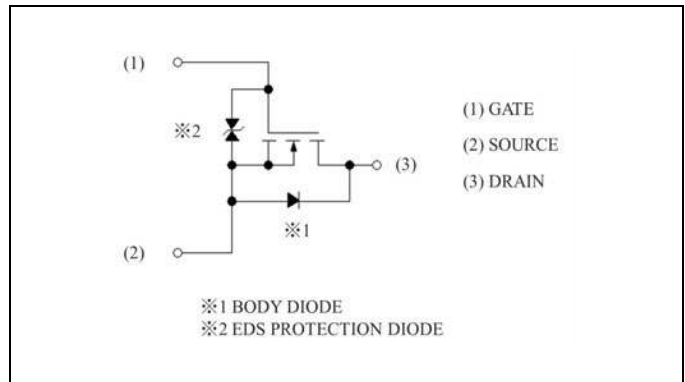 (1)
(1) GATE
※2
(2) SOURCE
(3)
(3) DRAIN
※1
(2)
※1 BODY DIODE
※2 EDS PROTECTION DIODE